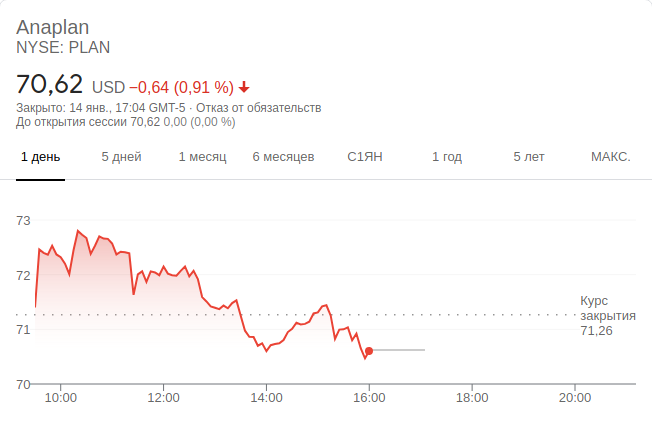 Anaplan
NYSE: PLAN
70,62 USD −0,64 (0,91 %)
Закрыто: 14 янв., 17:04 GMT-5 · Отказ от обязательств
До открытия сессии 70,62 0,00 (0,00 %)
1 день 5 дней 1 месяц 6 месяцев С1ЯН 1 год 5 лет МАКС.
73
72
Курс
закрытия
71,26
71
70
10:00 12:00 14:00 16:00 18:00 20:00